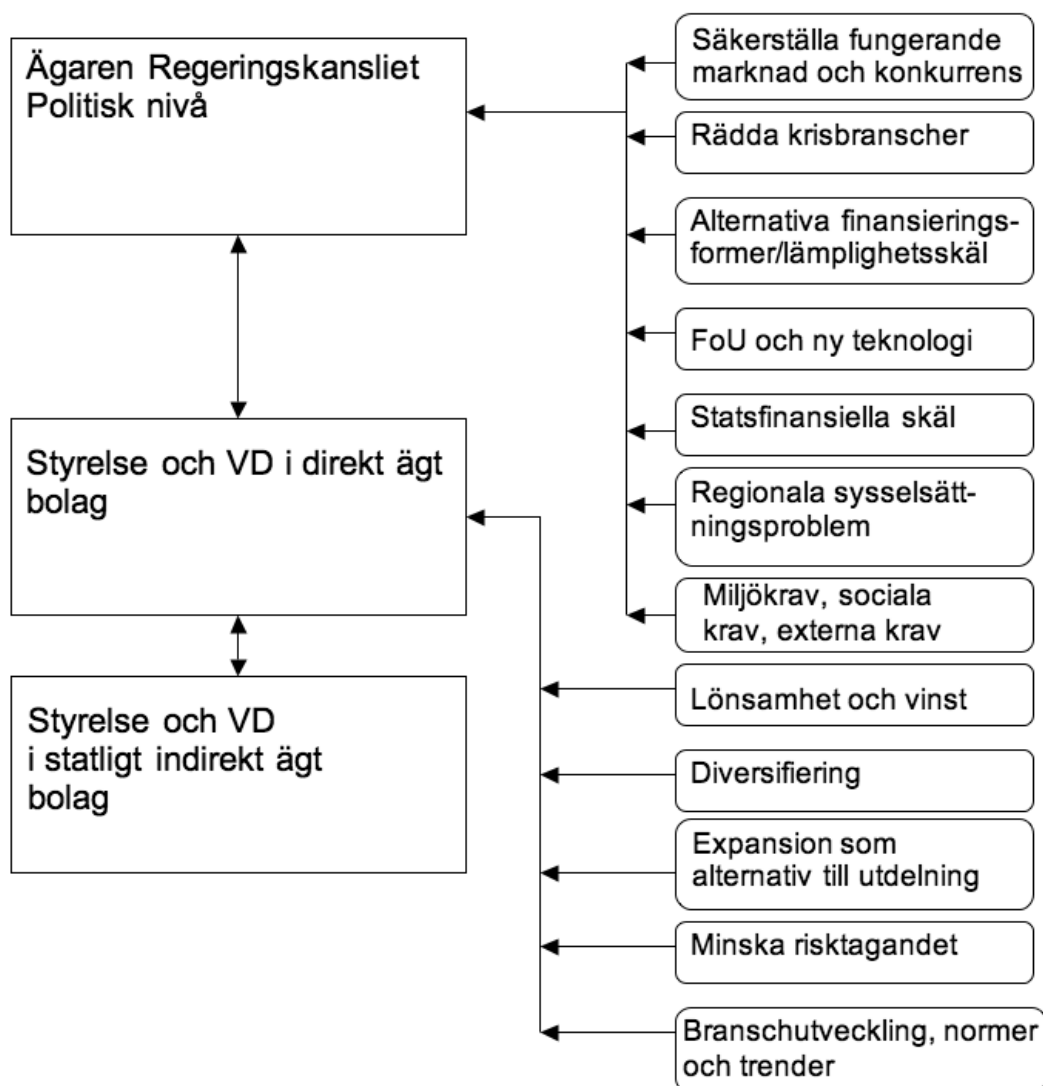 Ägaren Regeringskansliet
Politisk nivå
Styrelse och VD i direkt ägt
bolag
Styrelse och VD
i statligt indirekt ägt
bolag
Säkerställa fungerande
marknad och konkurrens
Rädda krisbranscher
Alternativa finansierings-
former/lämplighetsskäl
FoU och ny teknologi
Statsfinansiella skäl
Regionala sysselsätt-
ningsproblem
Miljökrav, sociala
krav, externa krav
Lönsamhet och vinst
Diversifiering
Expansion som
alternativ till utdelning
Minska risktagandet
Branschutveckling, normer
och trender